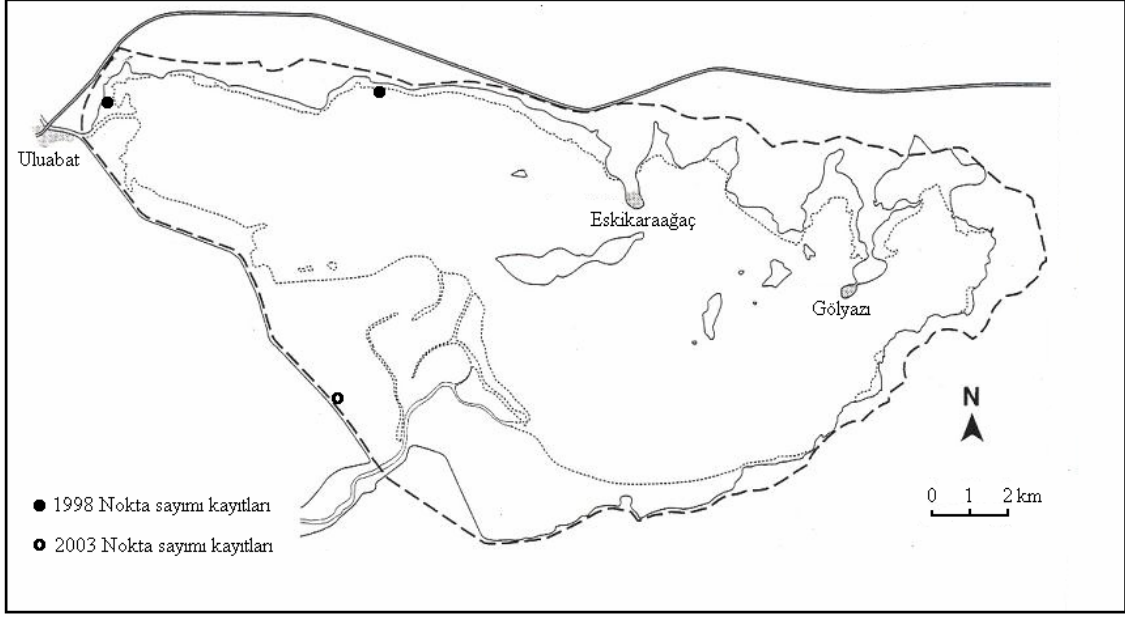 Uluabat
Eskikaraağaç
Gölyazı
N
0 1 2 km
1998 Nokta sayımı kayıtları
2003 Nokta sayımı kayıtları